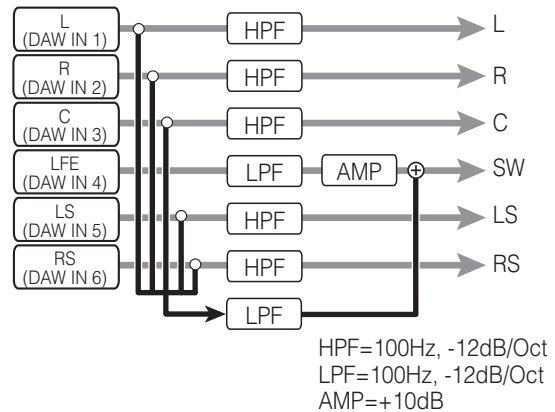 L
(DAW IN 1)
HPF
L
R
(DAW IN 2)
HPF
R
C
(DAW IN 3)
HPF
C
LFE
(DAW IN 4)
LPF
AMP
SW
LS
(DAW IN 5)
HPF
LS
RS
(DAW IN 6)
HPF
RS
LPF
HPF=100Hz, -12dB/Oct
LPF=100Hz, -12dB/Oct
AMP=+10dB